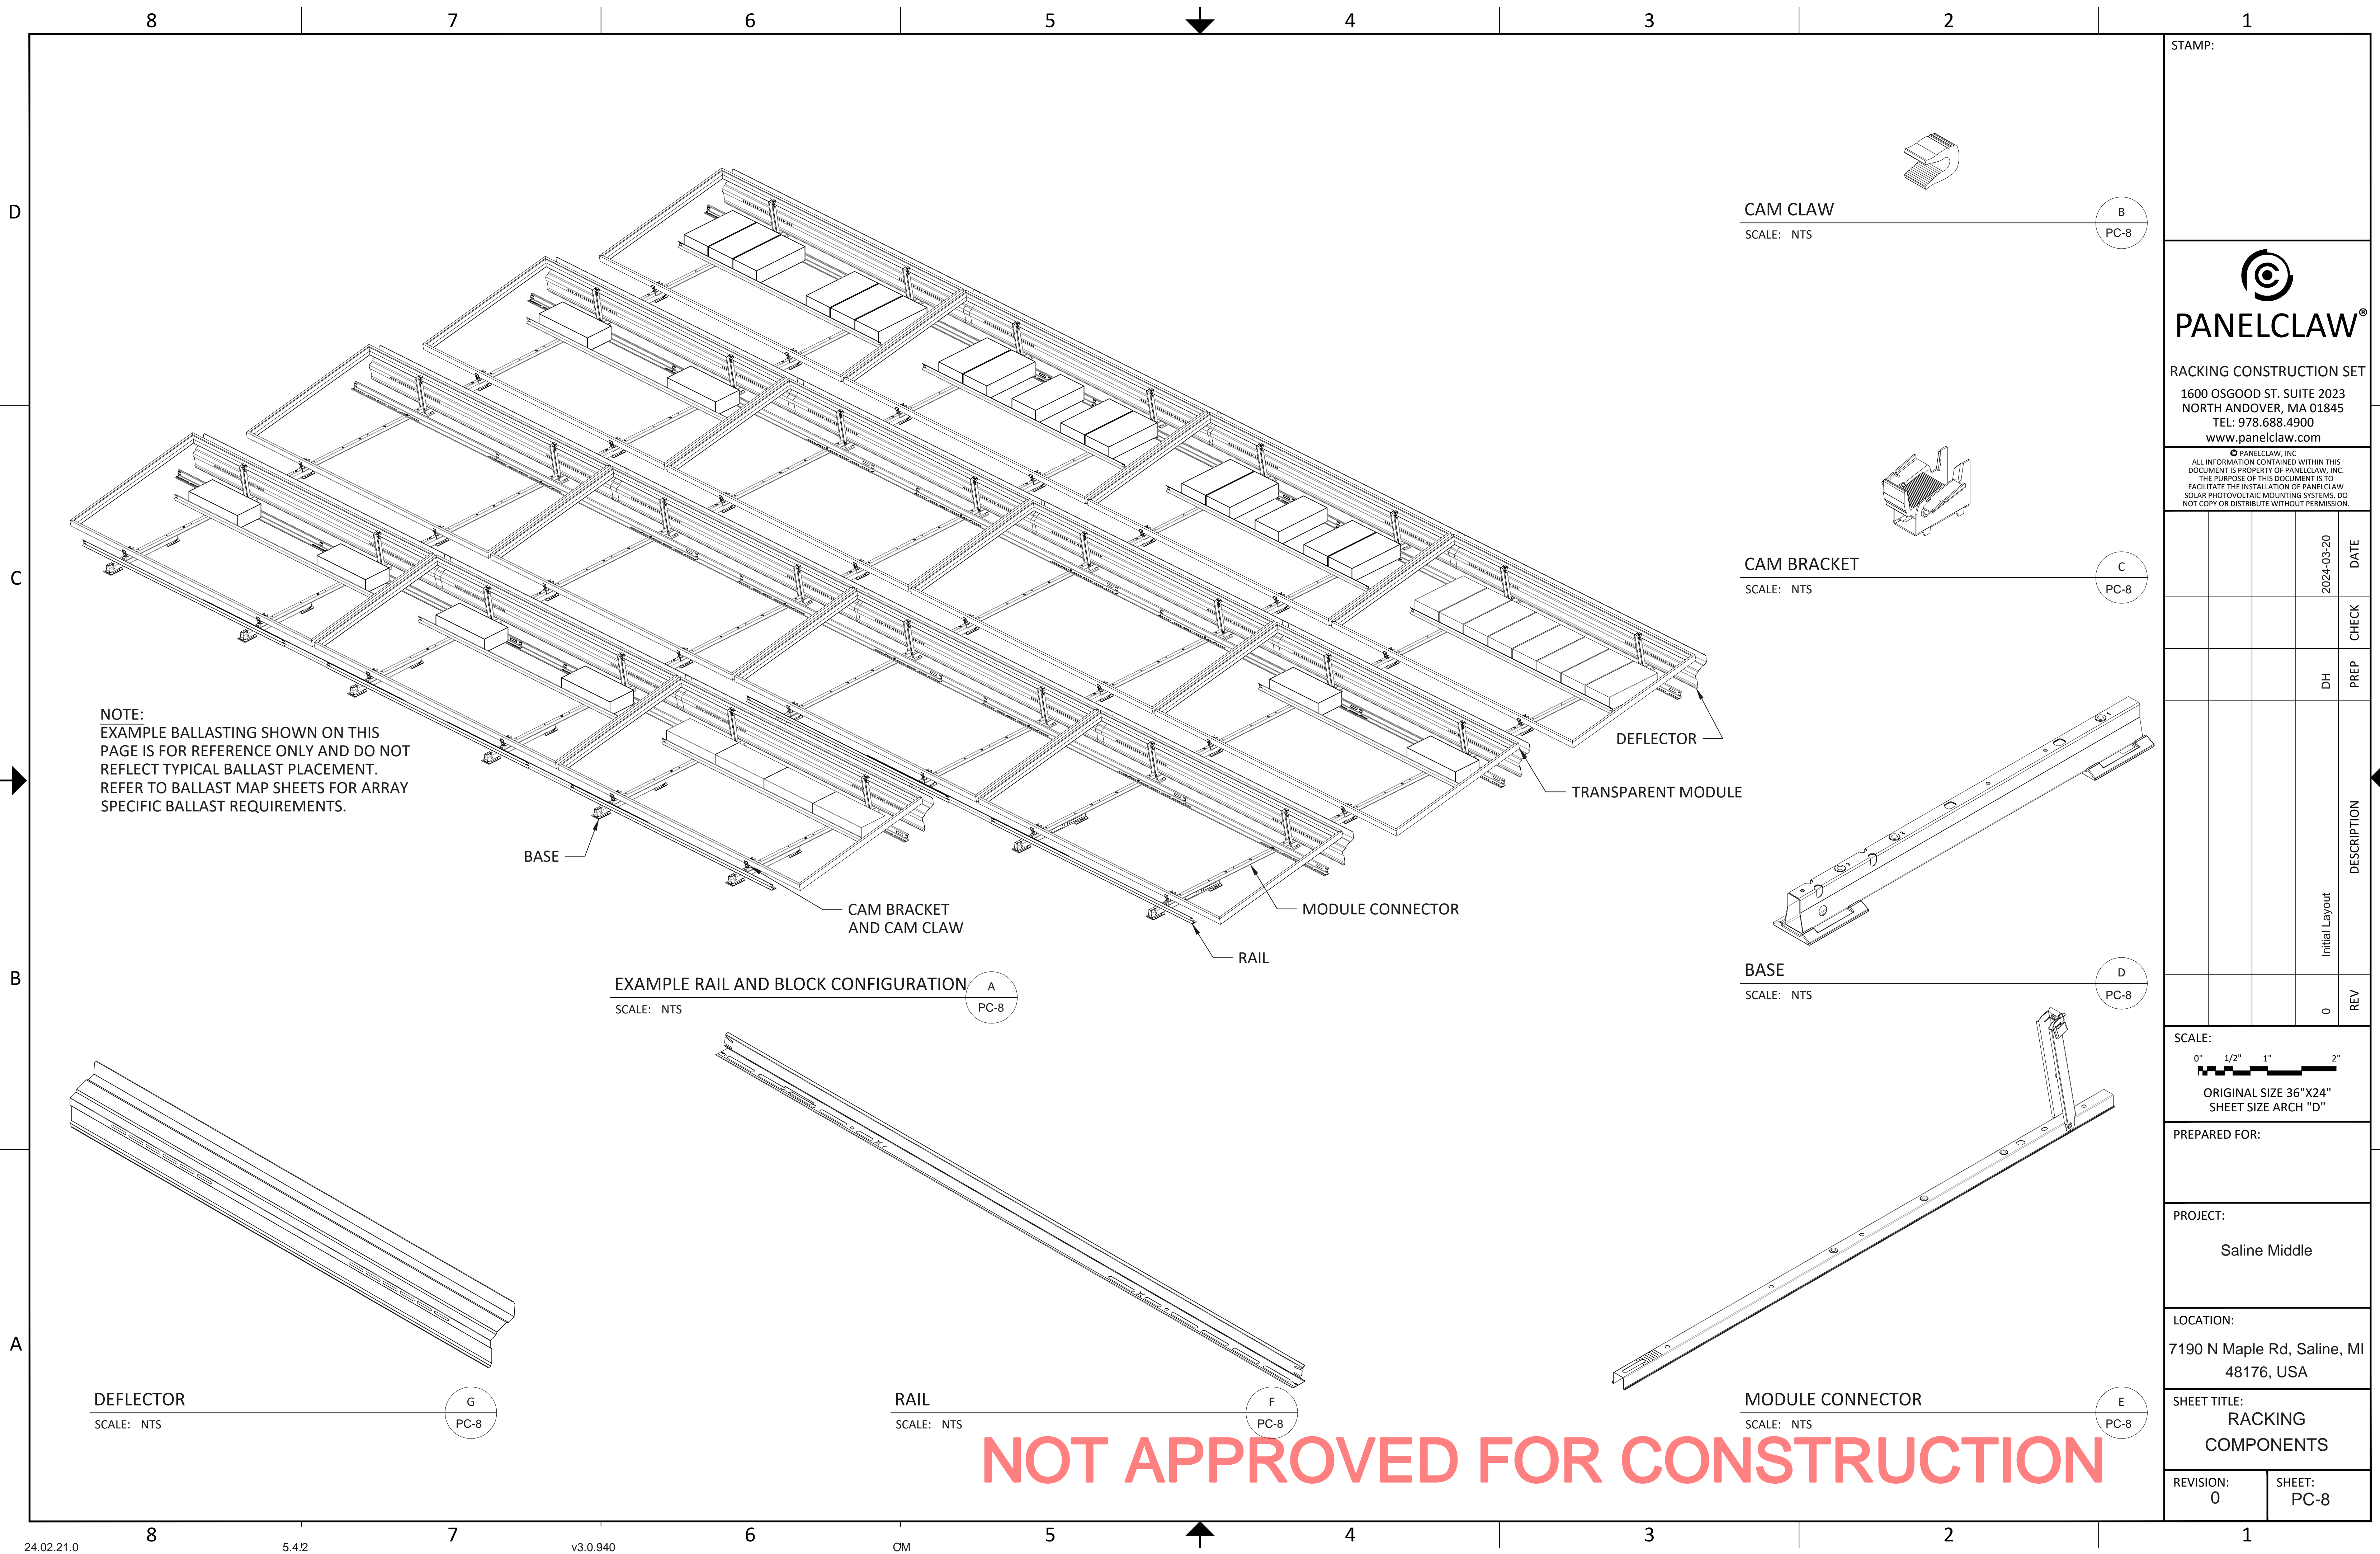 8 7 6 5 4 3 2 1
D
C
B
A
CAM CLAW
SCALE: NTS
B
PC-8
CAM BRACKET
SCALE: NTS
C
PC-8
NOTE:
EXAMPLE BALLASTING SHOWN ON THIS
PAGE IS FOR REFERENCE ONLY AND DO NOT
REFLECT TYPICAL BALLAST PLACEMENT.
REFER TO BALLAST MAP SHEETS FOR ARRAY
SPECIFIC BALLAST REQUIREMENTS.
DEFLECTOR
TRANSPARENT MODULE
BASE
CAM BRACKET
AND CAM CLAW
MODULE CONNECTOR
RAIL
EXAMPLE RAIL AND BLOCK CONFIGURATION
SCALE: NTS
A
PC-8
BASE
SCALE: NTS
D
PC-8
DEFLECTOR
SCALE: NTS
G
PC-8
RAIL
SCALE: NTS
F
PC-8
MODULE CONNECTOR
SCALE: NTS
E
PC-8
NOT APPROVED FOR CONSTRUCTION
STAMP:
PANELCLAW®
RACKING CONSTRUCTION SET
1600 OSGOOD ST. SUITE 2023
NORTH ANDOVER, MA 01845
TEL: 978.688.4900
www.panelclaw.com
© PANELCLAW, INC
ALL INFORMATION CONTAINED WITHIN THIS
DOCUMENT IS PROPERTY OF PANELCLAW, INC.
THE PURPOSE OF THIS DOCUMENT IS TO
FACILITATE THE INSTALLATION OF PANELCLAW
SOLAR PHOTOVOLTAIC MOUNTING SYSTEMS. DO
NOT COPY OR DISTRIBUTE WITHOUT PERMISSION.
REV DESCRIPTION PREP CHECK DATE
0 Initial Layout DH 2024-03-20
SCALE:
0" 1/2" 1" 2"
ORIGINAL SIZE 36"X24"
SHEET SIZE ARCH "D"
PREPARED FOR:
PROJECT:
Saline Middle
LOCATION:
7190 N Maple Rd, Saline, MI
48176, USA
SHEET TITLE:
RACKING
COMPONENTS
REVISION:
0
SHEET:
PC-8
8 7 6 5 4 3 2 1
24.02.21.0 5.4.2 v3.0.940